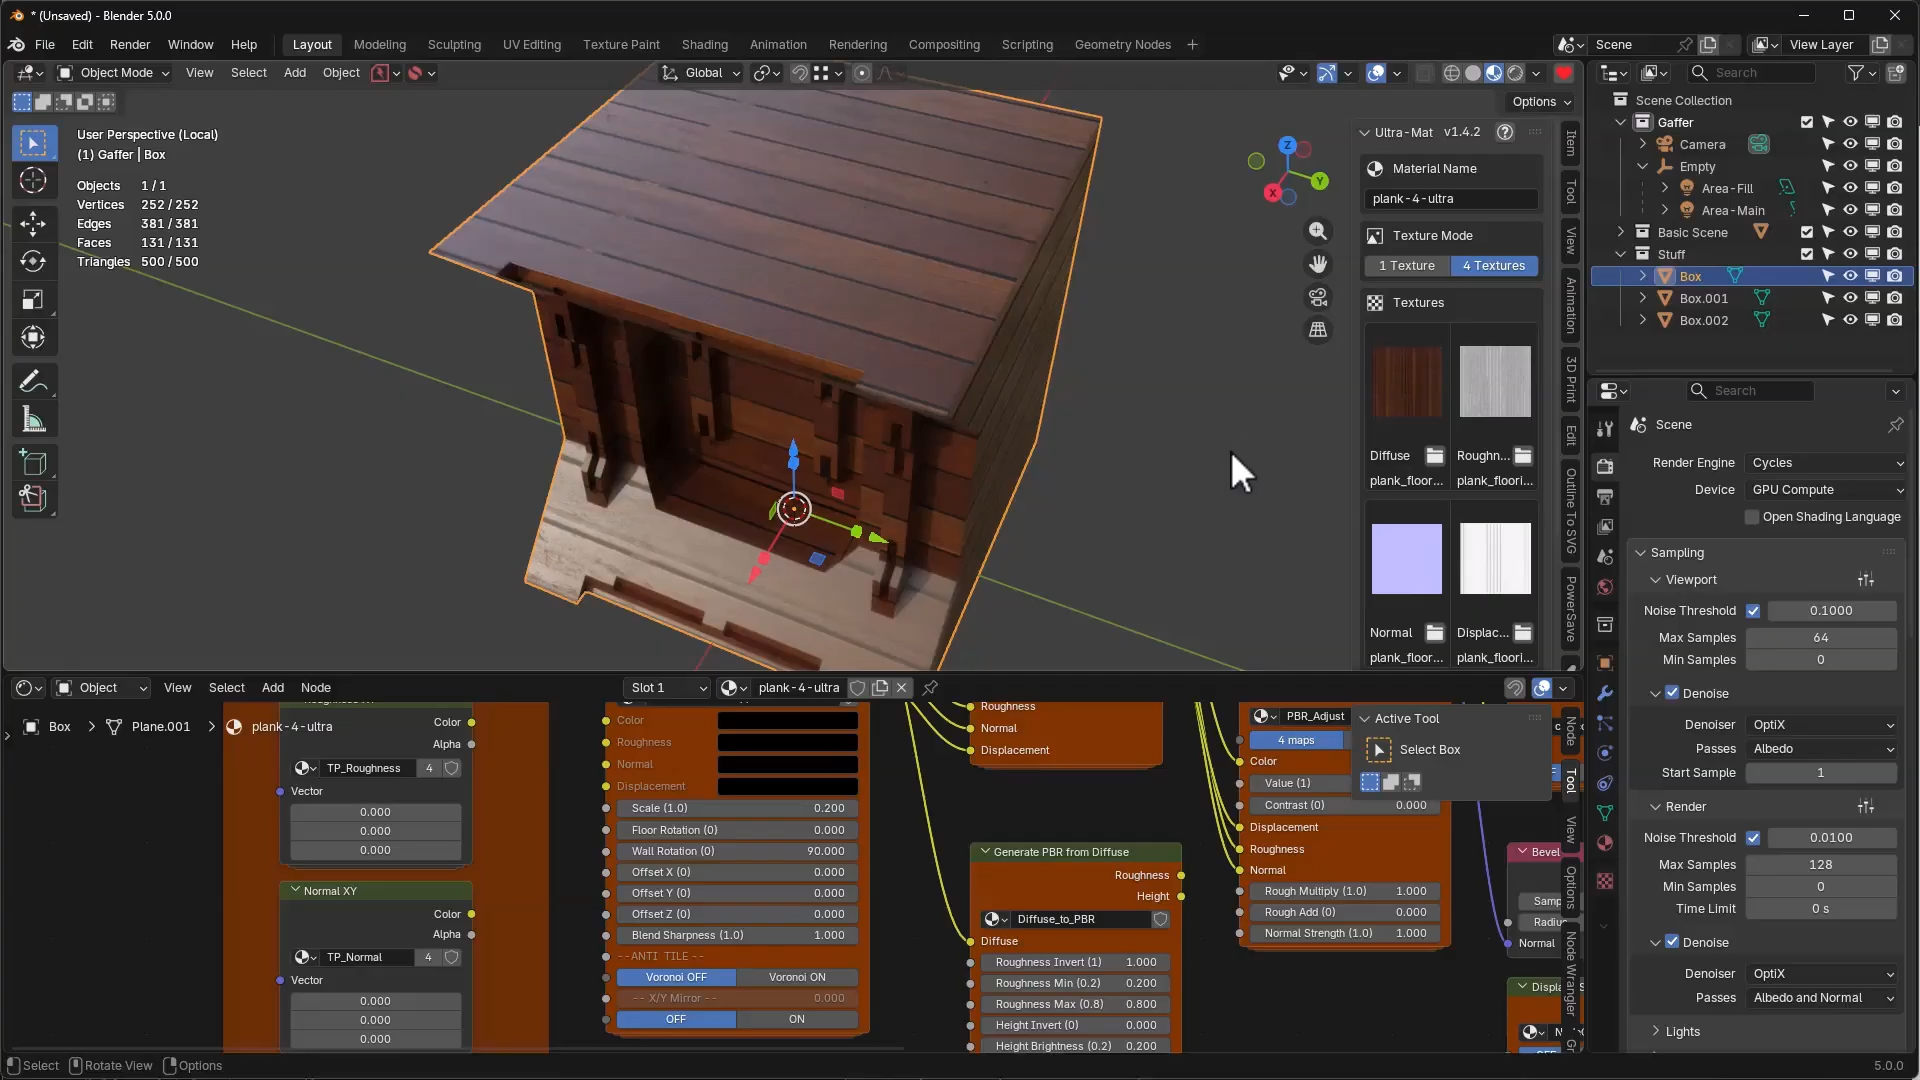 * (Unsaved) - Blender 5.0.0
File Edit Render Window Help Layout Modeling Sculpting UV Editing Texture Paint Shading Animation Rendering Compositing Scripting Geometry Nodes + Scene View Layer
Object Mode View Select Add Object Global Search
Options
User Perspective (Local)
(1) Gaffer | Box
Objects 1 / 1
Vertices 252 / 252
Edges 381 / 381
Faces 131 / 131
Triangles 500 / 500
Z
Y
X
Ultra-Mat v1.4.2
Material Name
plank-4-ultra
Texture Mode
1 Texture 4 Textures
Textures
Diffuse Roughn...
plank_floor... plank_floori...
Normal Displac...
plank_floor... plank_floori...
Item
Tool
View
Animation
3D Print
Edit
Outline To SVG
PowerSave
Scene Collection
Gaffer
Camera
Empty
Area-Fill
Area-Main
Basic Scene
Stuff
Box
Box.001
Box.002
Search
Scene
Render Engine Cycles
Device GPU Compute
Open Shading Language
Sampling
Viewport
Noise Threshold 0.1000
Max Samples 64
Min Samples 0
Denoise
Denoiser OptiX
Passes Albedo
Start Sample 1
Render
Noise Threshold 0.0100
Max Samples 128
Min Samples 0
Time Limit 0 s
Denoise
Denoiser OptiX
Passes Albedo and Normal
Lights
Object View Select Add Node Slot 1 plank-4-ultra
Box Plane.001 plank-4-ultra
Color
Alpha
TP_Roughness 4
Vector
0.000
0.000
0.000
Normal XY
Color
Alpha
TP_Normal 4
Vector
0.000
0.000
0.000
Color
Roughness
Normal
Displacement
Scale (1.0) 0.200
Floor Rotation (0) 0.000
Wall Rotation (0) 90.000
Offset X (0) 0.000
Offset Y (0) 0.000
Offset Z (0) 0.000
Blend Sharpness (1.0) 1.000
--ANTI TILE --
Voronoi OFF Voronoi ON
-- X/Y Mirror -- 0.000
OFF ON
Roughness
Normal
Displacement
Generate PBR from Diffuse
Roughness
Height
Diffuse_to_PBR
Diffuse
Roughness Invert (1) 1.000
Roughness Min (0.2) 0.200
Roughness Max (0.8) 0.800
Height Invert (0) 0.000
Height Brightness (0.2) 0.200
PBR_Adjust
4 maps
Color
Value (1)
Contrast (0) 0.000
Displacement
Roughness
Normal
Rough Multiply (1.0) 1.000
Rough Add (0) 0.000
Normal Strength (1.0) 1.000
Active Tool
Select Box
Bevel
Samp
Radiu
Normal
Displa
Node
Tool
View
Options
Node Wrangler
Gr
Select Rotate View Options 5.0.0